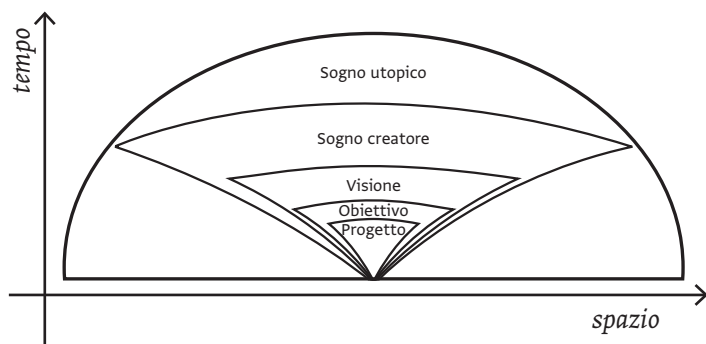 tempo
Sogno utopico
Sogno creatore
Visione
Obiettivo
Progetto
spazio